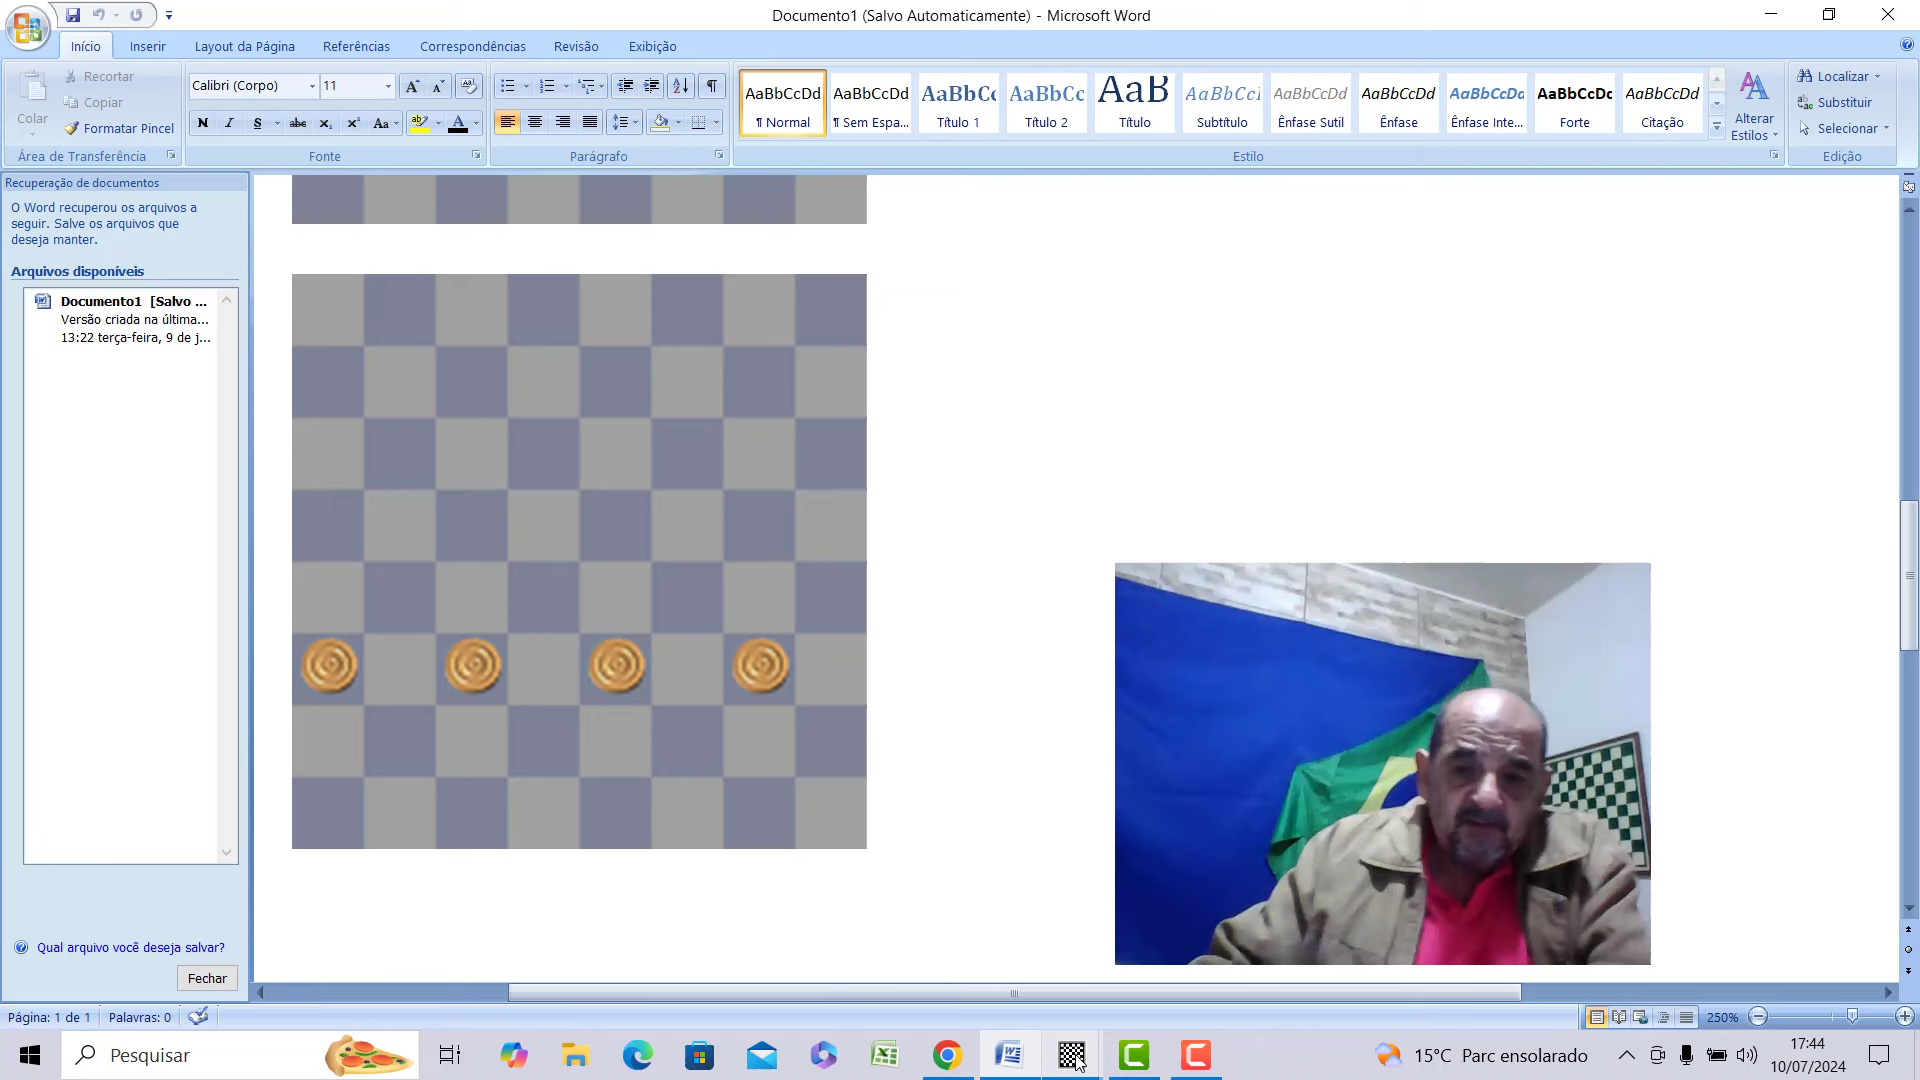 Documento1 (Salvo Automaticamente) - Microsoft Word
Início Inserir Layout da Página Referências Correspondências Revisão Exibição
Colar
Recortar
Copiar
Formatar Pincel
Área de Transferência
Calibri (Corpo) 11
N I S abc x₂ x² Aa
Fonte
Parágrafo
AaBbCcDd AaBbCcDd AaBbCc AaBbCc AaB AaBbCcI AaBbCcDd AaBbCcDd AaBbCcDd AaBbCcDc AaBbCcDd
¶ Normal ¶ Sem Espa... Título 1 Título 2 Título Subtítulo Ênfase Sutil Ênfase Ênfase Inte... Forte Citação
Estilo
Alterar
Estilos
Localizar
Substituir
Selecionar
Edição
Recuperação de documentos
O Word recuperou os arquivos a
seguir. Salve os arquivos que
deseja manter.
Arquivos disponíveis
Documento1 [Salvo ...
Versão criada na última...
13:22 terça-feira, 9 de j...
Qual arquivo você deseja salvar?
Fechar
Página: 1 de 1 Palavras: 0
250%
Pesquisar
15°C Parc ensolarado
17:44
10/07/2024